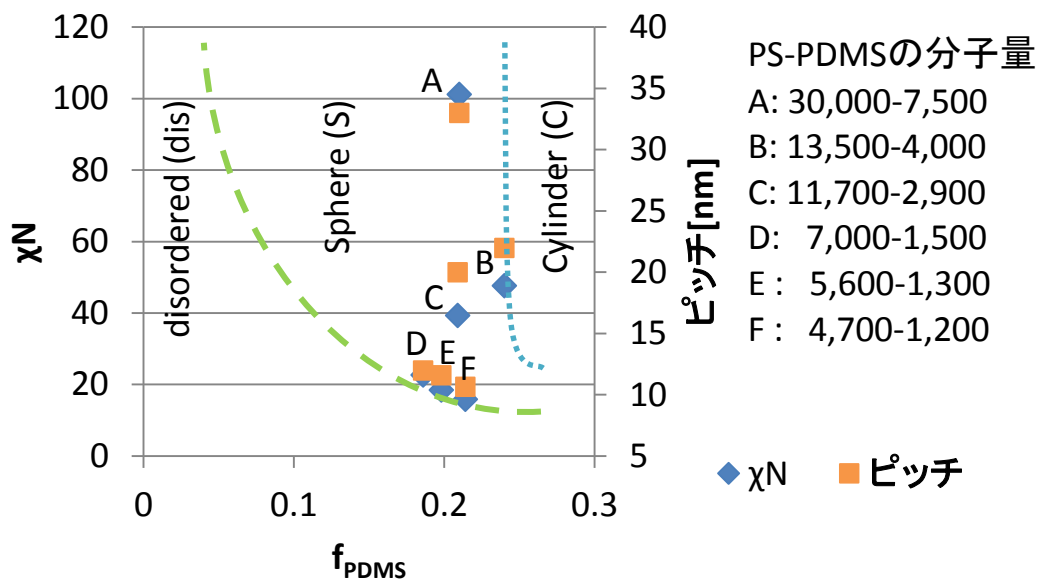 120
100
80
60
40
20
0
χN
40
35
30
25
20
15
10
5
ピッチ[nm]
0
0.1
0.2
0.3
fPDMS
disordered (dis)
Sphere (S)
Cylinder (C)
A
B
C
D
E
F
PS-PDMSの分子量
A: 30,000-7,500
B: 13,500-4,000
C: 11,700-2,900
D: 7,000-1,500
E : 5,600-1,300
F : 4,700-1,200
χN
ピッチ